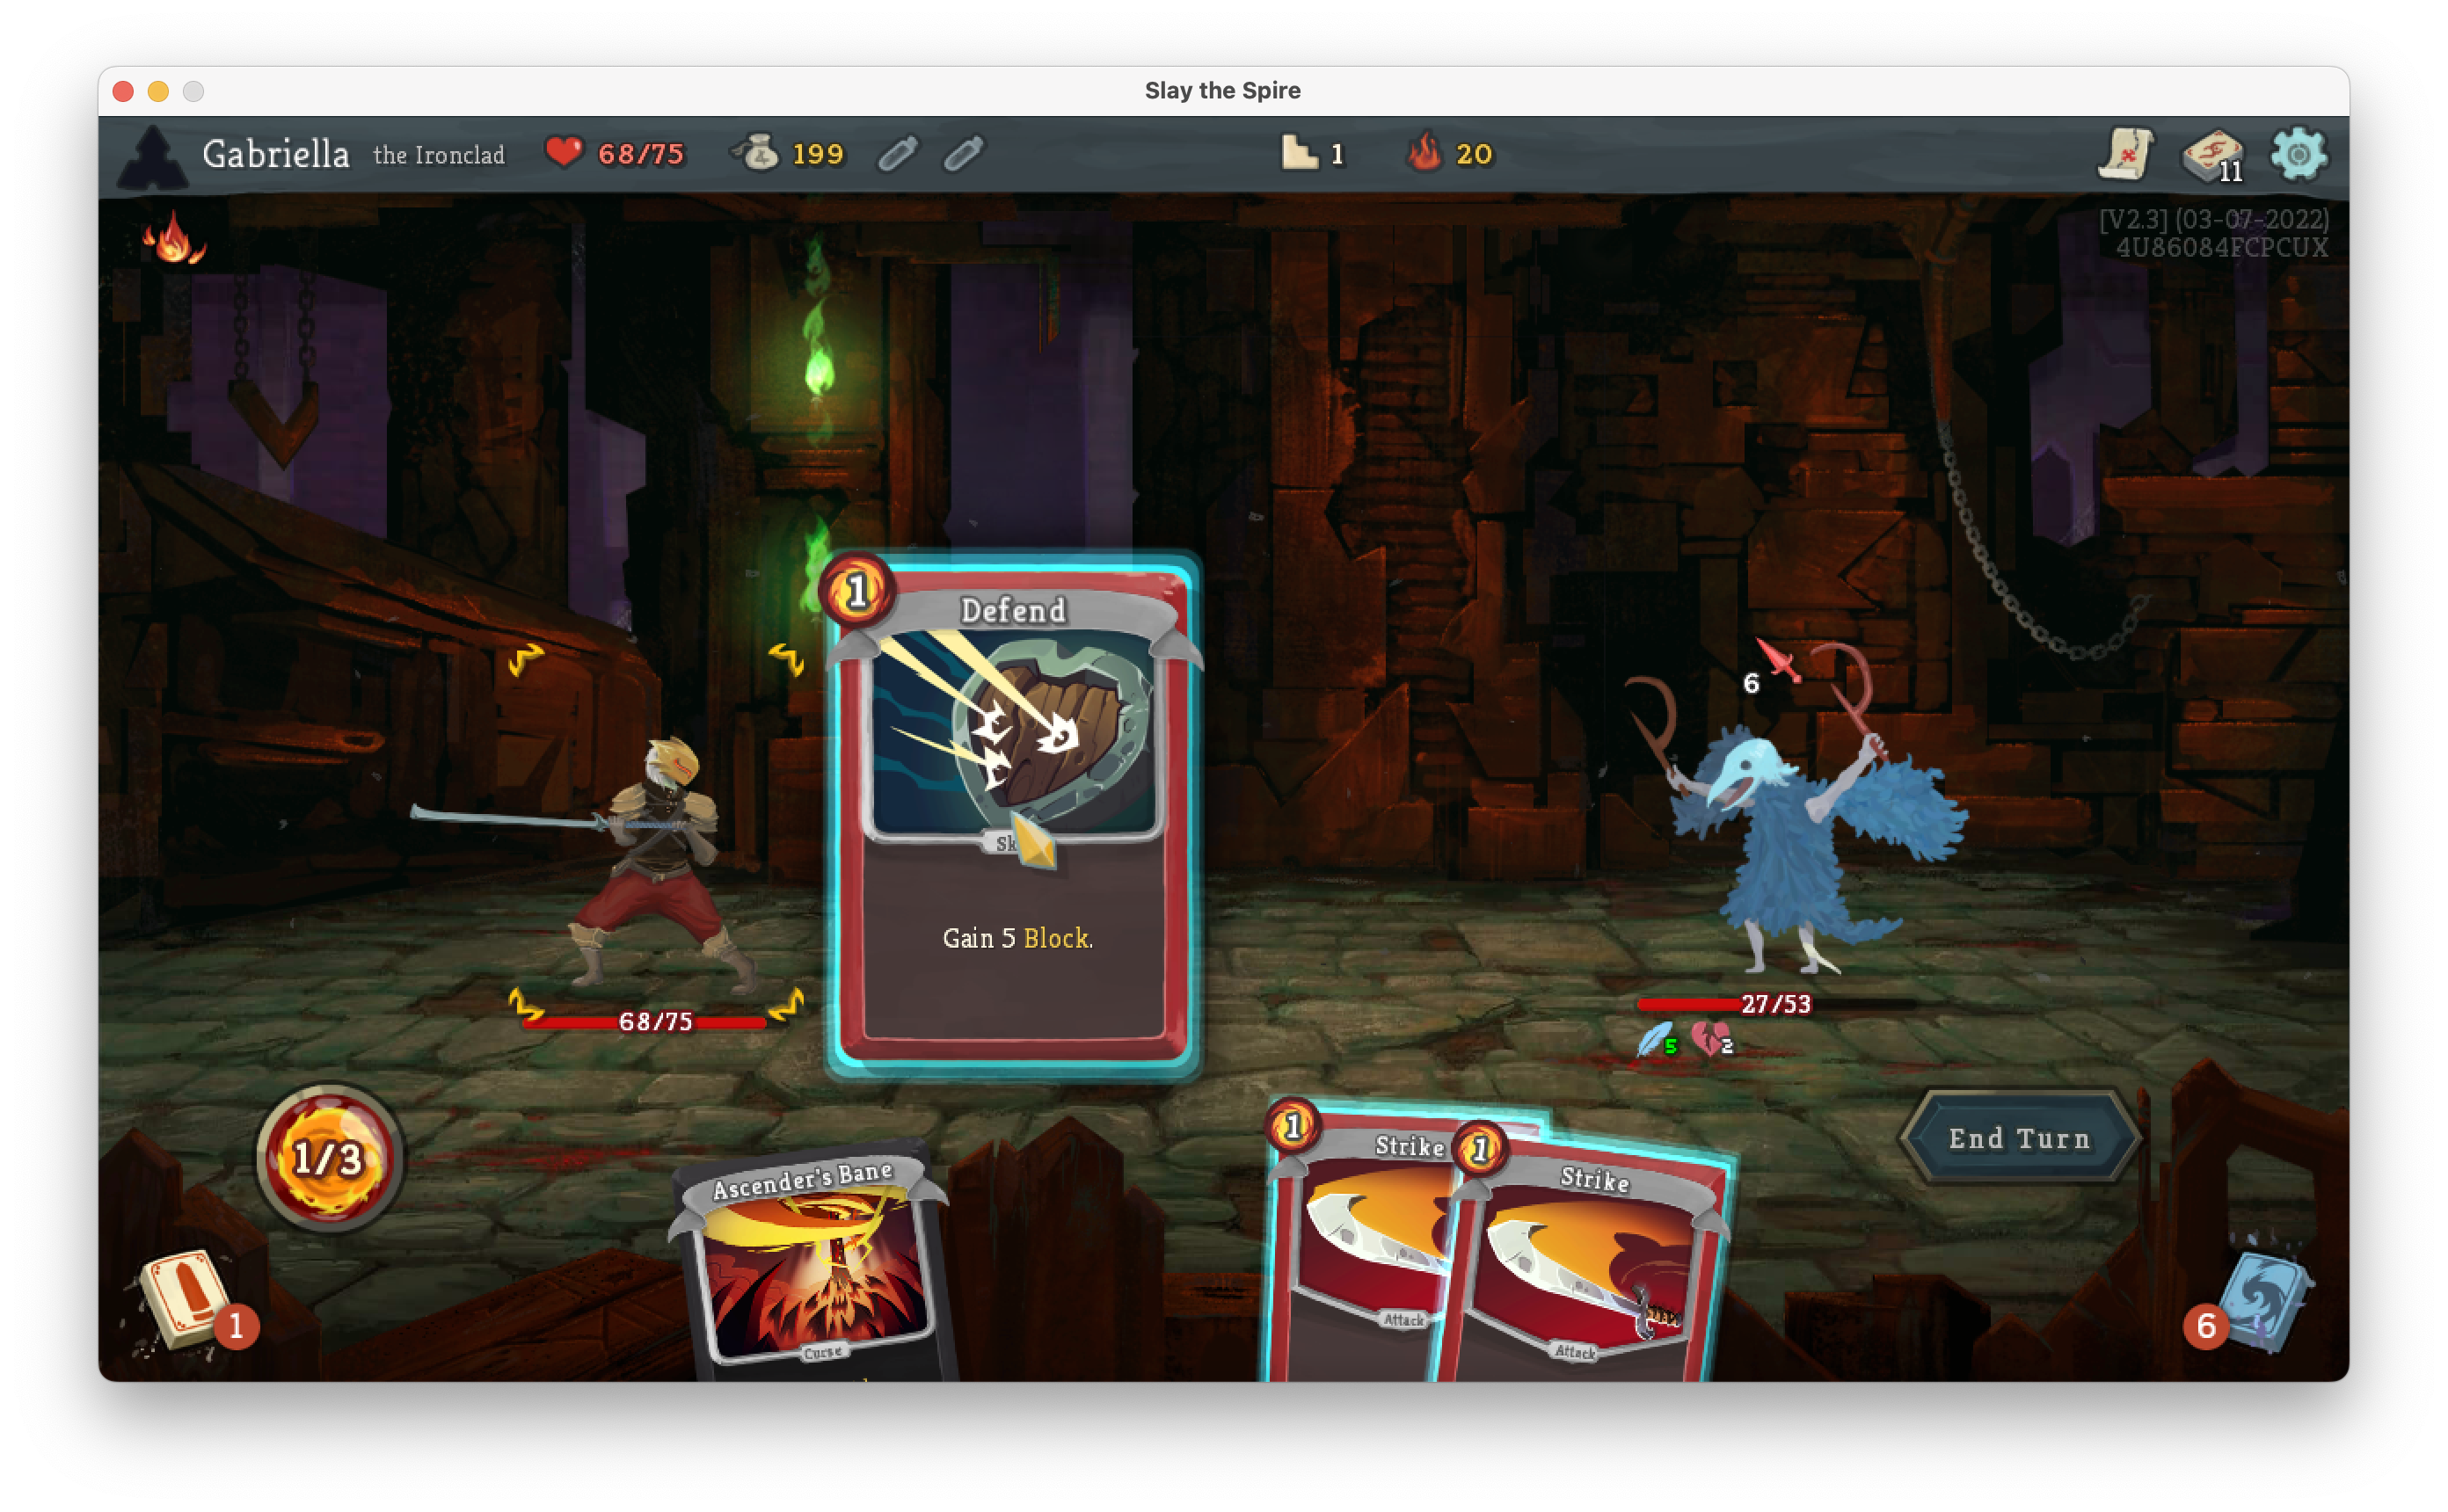 Slay the Spire
Gabriella the Ironclad 68/75 4 199 1 20 11
[V2.3] (03-07-2022)
4U86084FCPCUX
1
Defend
Gain 5 Block.
6
68/75
27/53
5 2
1/3
End Turn
Ascender's Bane
Curse
1
Strike
Attack
1
Strike
Attack
1
6